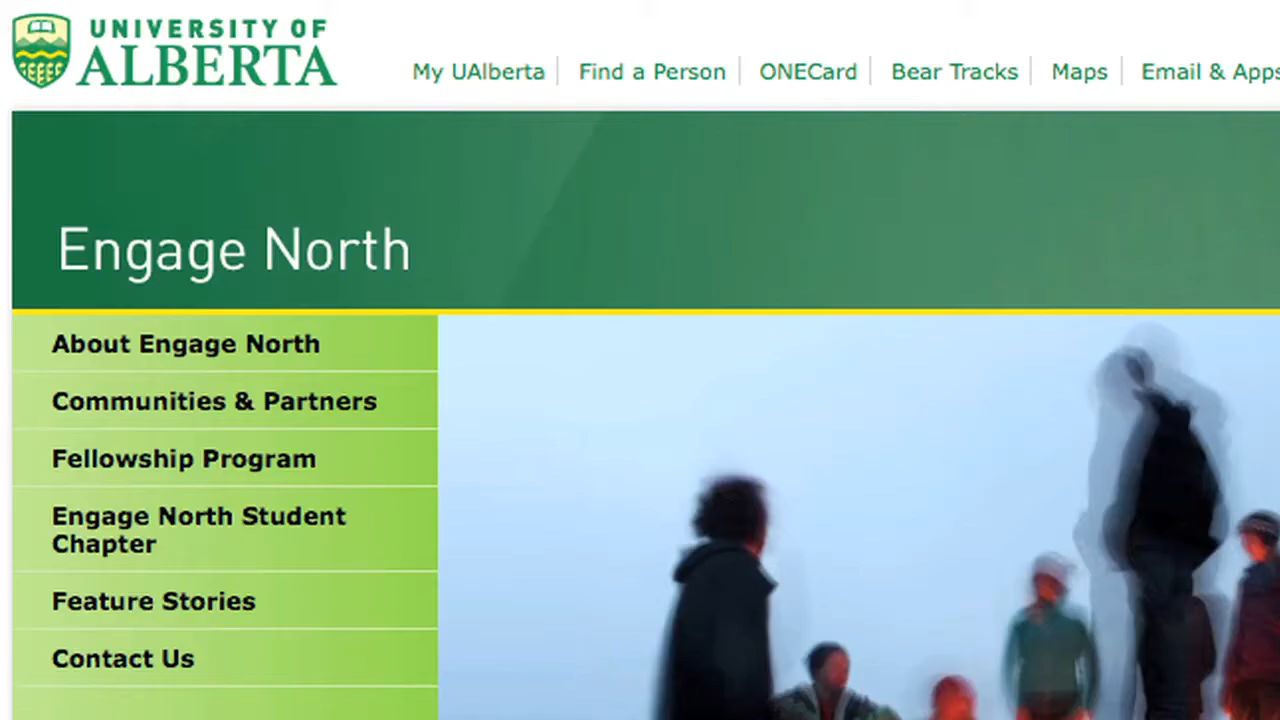 UNIVERSITY OF
ALBERTA
My UAlberta
Find a Person
ONECard
Bear Tracks
Maps
Email & Apps
Engage North
About Engage North
Communities & Partners
Fellowship Program
Engage North Student
Chapter
Feature Stories
Contact Us